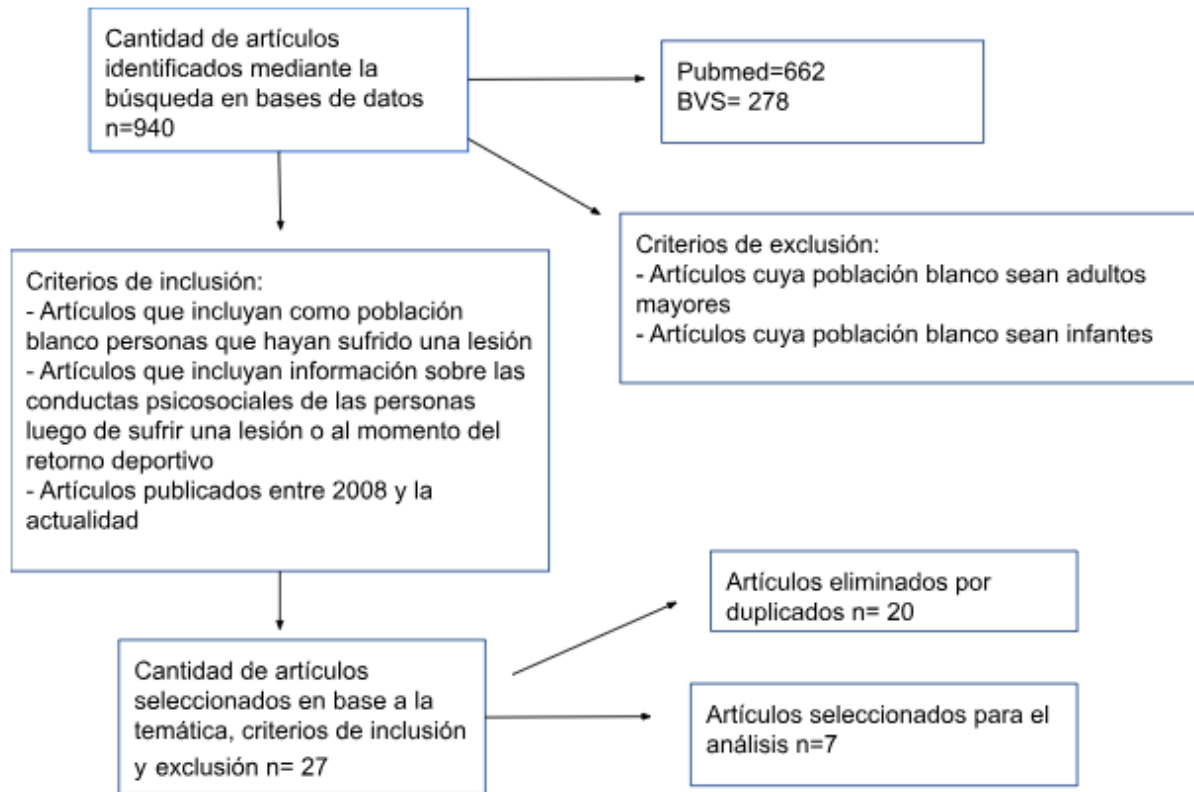 Cantidad de artículos
identificados mediante la
búsqueda en bases de datos
n=940
Pubmed=662
BVS= 278
Criterios de inclusión:
- Artículos que incluyan como población
blanco personas que hayan sufrido una lesión
- Artículos que incluyan información sobre las
conductas psicosociales de las personas
luego de sufrir una lesión o al momento del
retorno deportivo
- Artículos publicados entre 2008 y la
actualidad
Criterios de exclusión:
- Artículos cuya población blanco sean adultos
mayores
- Artículos cuya población blanco sean infantes
Cantidad de artículos
seleccionados en base a la
temática, criterios de inclusión
y exclusión n= 27
Artículos eliminados por
duplicados n= 20
Artículos seleccionados para el
análisis n=7